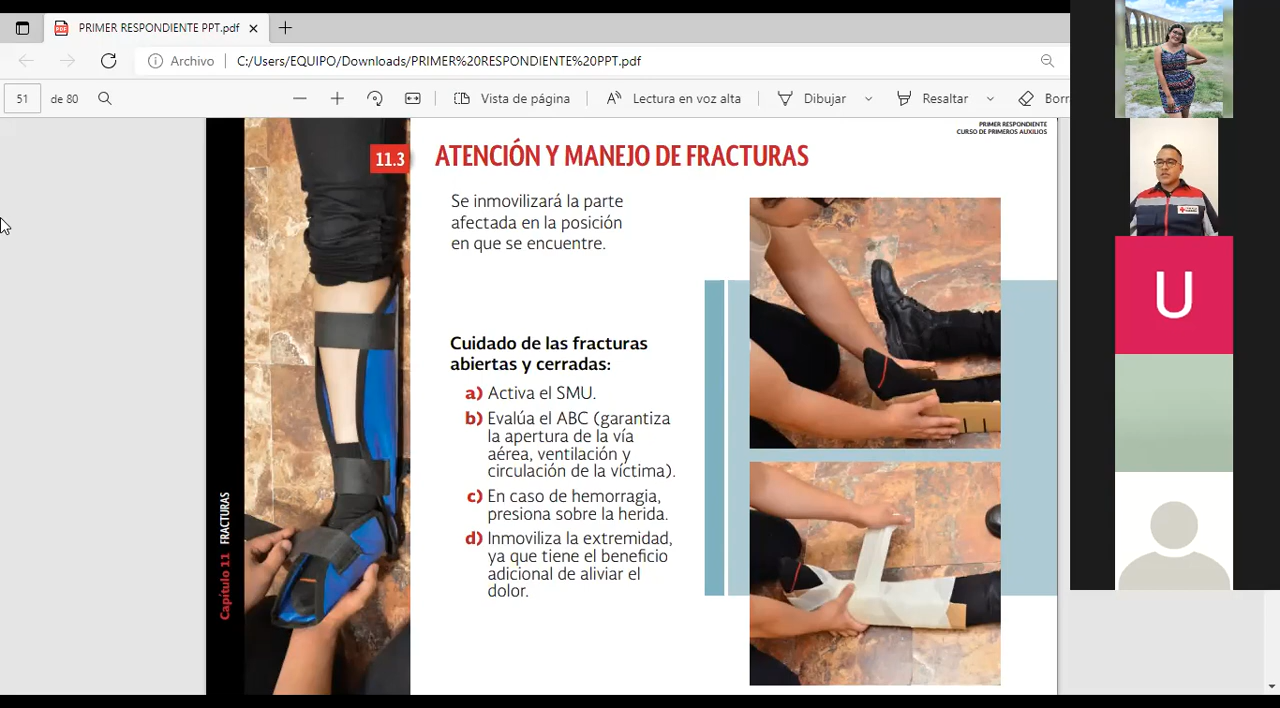 PRIMER RESPONDIENTE PPT.pdf
Archivo
C:/Users/EQUIPO/Downloads/PRIMER%20RESPONDIENTE%20PPT.pdf
51
de 80
Vista de página
Lectura en voz alta
Dibujar
Resaltar
Borr
PRIMER RESPONDIENTE
CURSO DE PRIMEROS AUXILIOS
11.3
ATENCIÓN Y MANEJO DE FRACTURAS
Se inmovilizará la parte
afectada en la posición
en que se encuentre.
Cuidado de las fracturas
abiertas y cerradas:
a) Activa el SMU.
b) Evalúa el ABC (garantiza
la apertura de la vía
aérea, ventilación y
circulación de la víctima).
c) En caso de hemorragia,
presiona sobre la herida.
d) Inmoviliza la extremidad,
ya que tiene el beneficio
adicional de aliviar el
dolor.
Capítulo 11 FRACTURAS
U